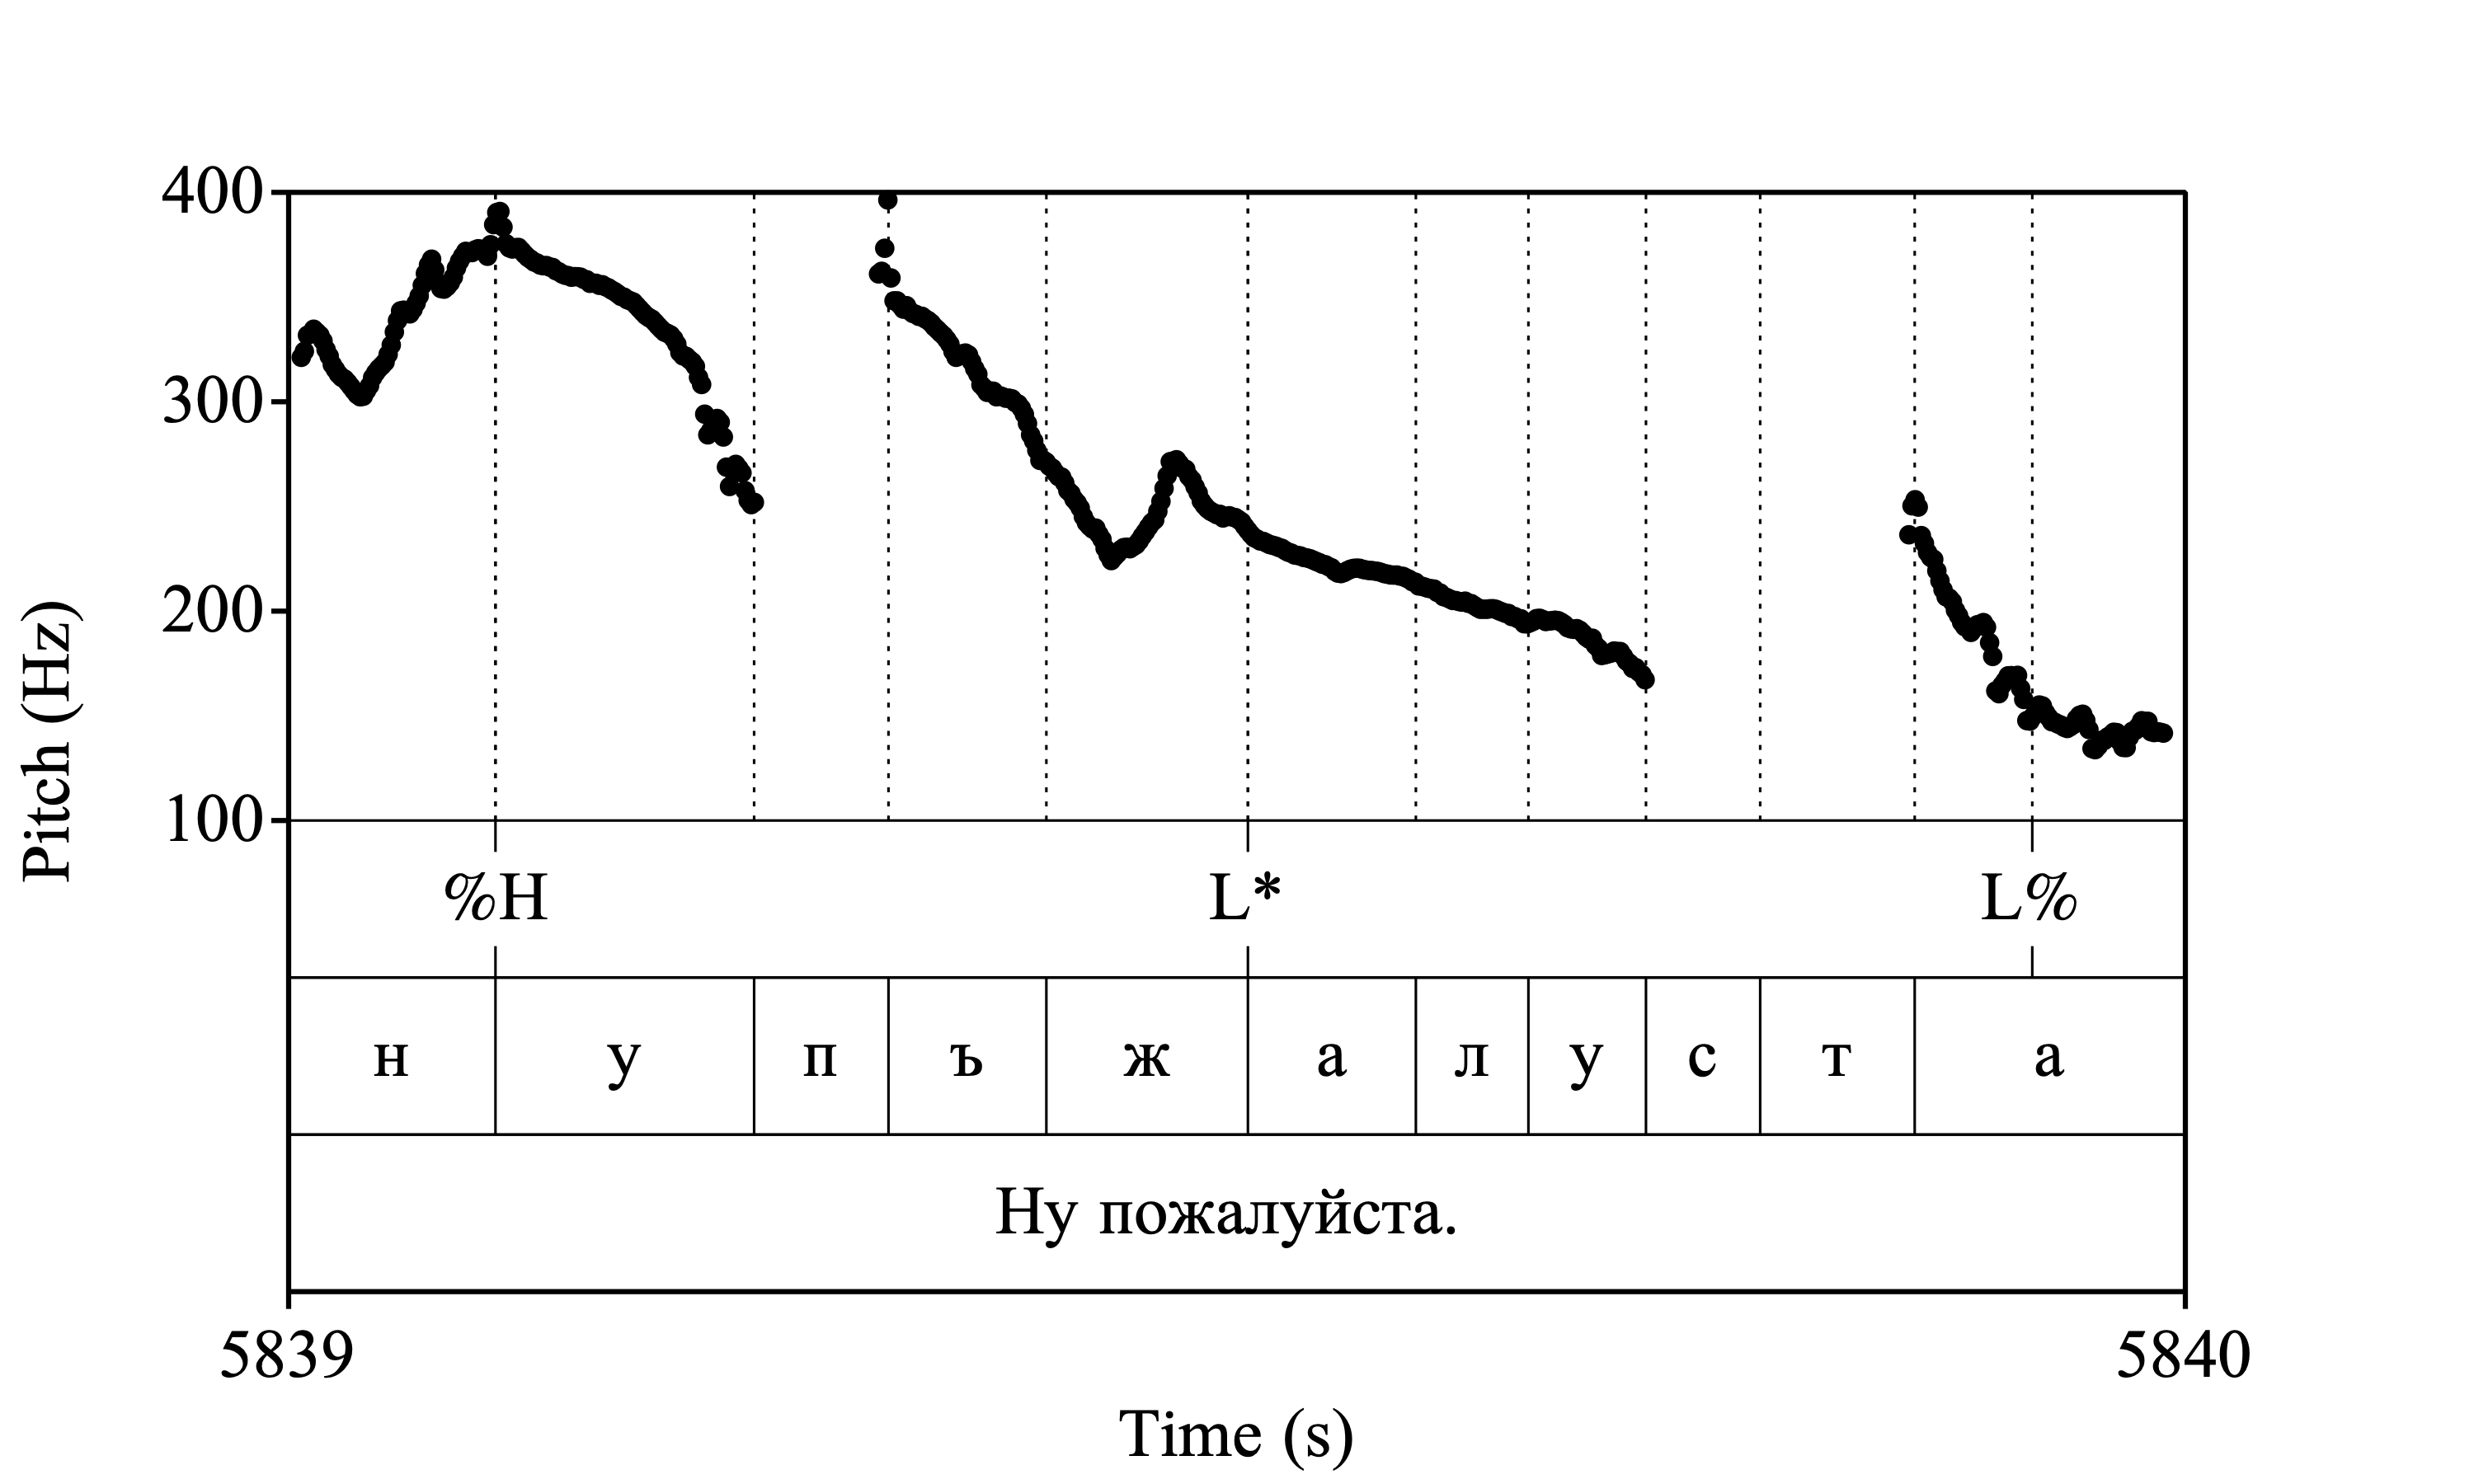 400
300
200
100
Pitch (Hz)
%H L* L%
н у п ъ ж а л у с т а
Ну пожалуйста.
5839 5840
Time (s)